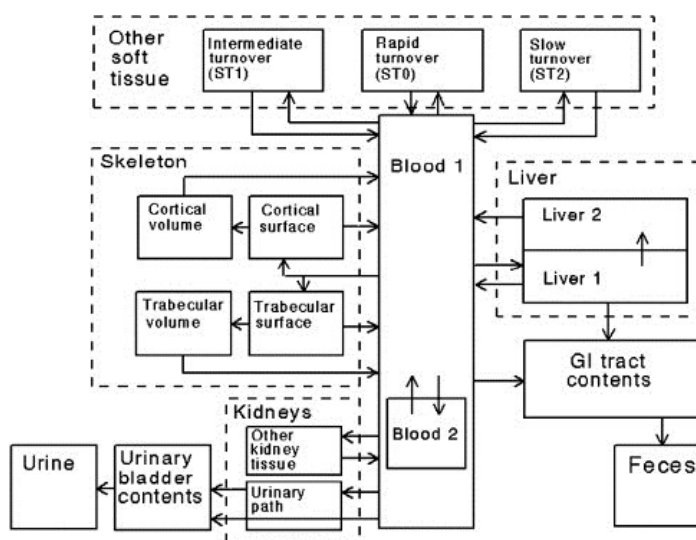 Other
soft
tissue
Intermediate
turnover
(ST1)
Rapid
turnover
(ST0)
Slow
turnover
(ST2)
Skeleton
Blood 1
Liver
Cortical
volume
Cortical
surface
Liver 2
Liver 1
Trabecular
volume
Trabecular
surface
GI tract
contents
Kidneys
Blood 2
Other
kidney
tissue
Urine
Urinary
bladder
contents
Urinary
path
Feces